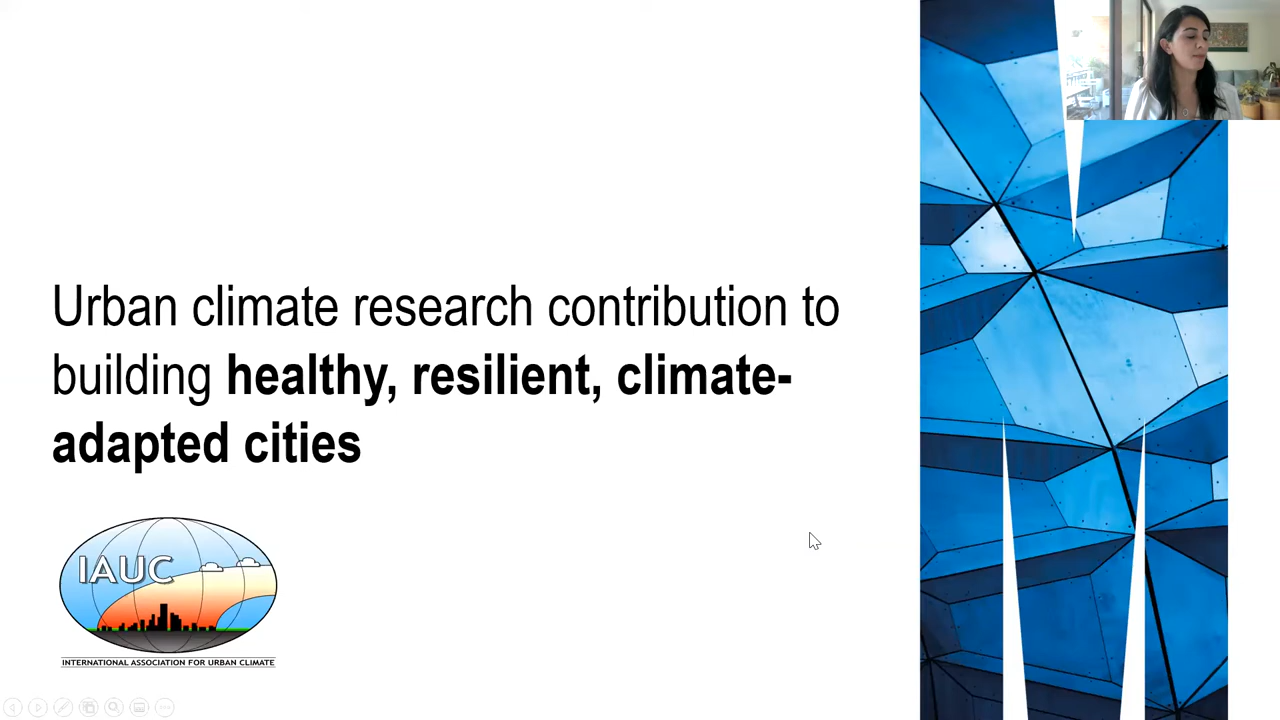 Urban climate research contribution to
building healthy, resilient, climate-
adapted cities
IAUC
INTERNATIONAL ASSOCIATION FOR URBAN CLIMATE